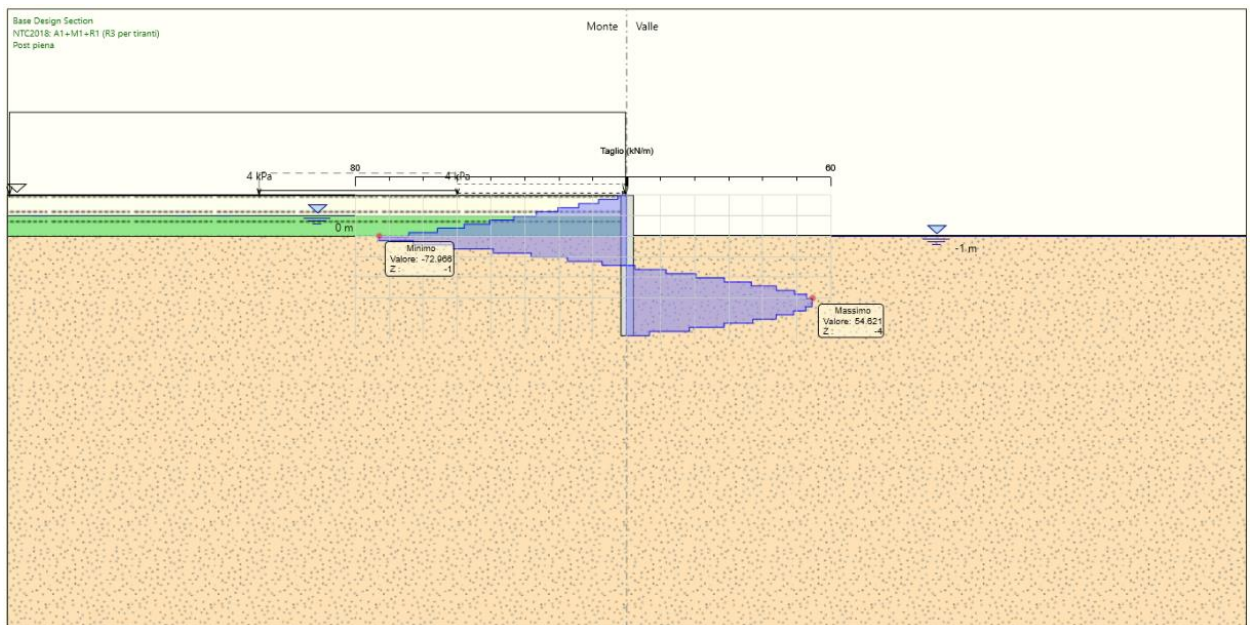 Base Design Section
NTC2018: A1+M1+R1 (R3 per tiranti)
Post piena
Monte Valle
Taglio (kN/m)
80 60
4 kPa 4 kPa
0 m
-1 m
Minimo
Valore: -72.966
Z : -1
Massimo
Valore: 54.621
Z : -4